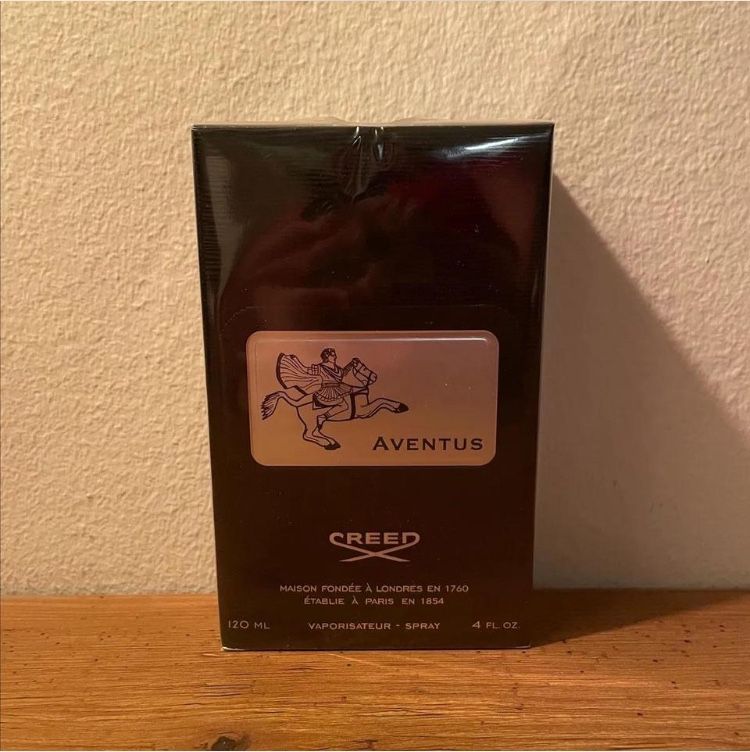 AVENTUS
CREED
MAISON FONDÉE À LONDRES EN 1760
ÉTABLIE À PARIS EN 1854
120 ML VAPORISATEUR - SPRAY 4 FL. OZ.